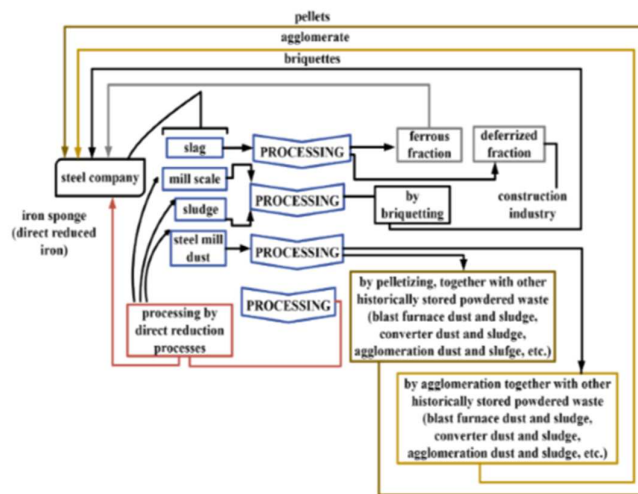 pellets
agglomerate
briquettes
slag
PROCESSING
ferrous
fraction
deferrized
fraction
steel company
mill scale
PROCESSING
by
briquetting
construction
industry
sludge
iron sponge
(direct reduced
iron)
steel mill
dust
PROCESSING
by pelletizing, together with other
historically stored powdered waste
(blast furnace dust and sludge,
converter dust and sludge,
agglomeration dust and slufge, etc.)
PROCESSING
processing by
direct reduction
processes
by agglomeration together with other
historically stored powdered waste
(blast furnace dust and sludge,
converter dust and sludge,
agglomeration dust and sludge, etc.)